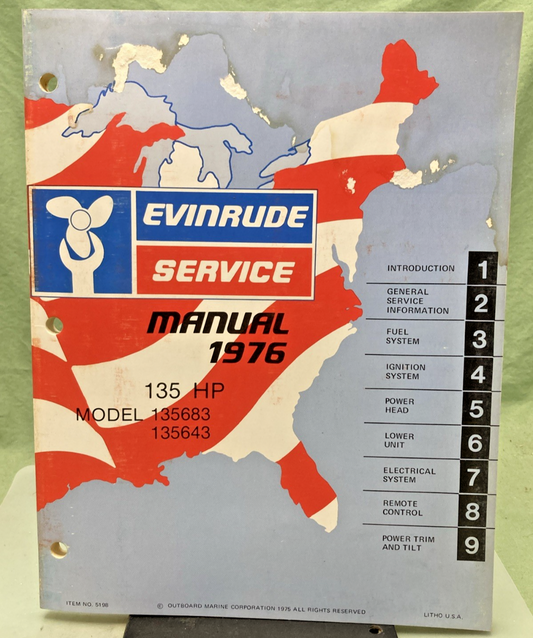 EVINRUDE
SERVICE
MANUAL
1976
135 HP
MODEL 135683
135643
INTRODUCTION 1
GENERAL
SERVICE
INFORMATION 2
FUEL
SYSTEM 3
IGNITION
SYSTEM 4
POWER
HEAD 5
LOWER
UNIT 6
ELECTRICAL
SYSTEM 7
REMOTE
CONTROL 8
POWER TRIM
AND TILT 9
ITEM NO. 5198
© OUTBOARD MARINE CORPORATION 1975 ALL RIGHTS RESERVED
LITHO U.S.A.